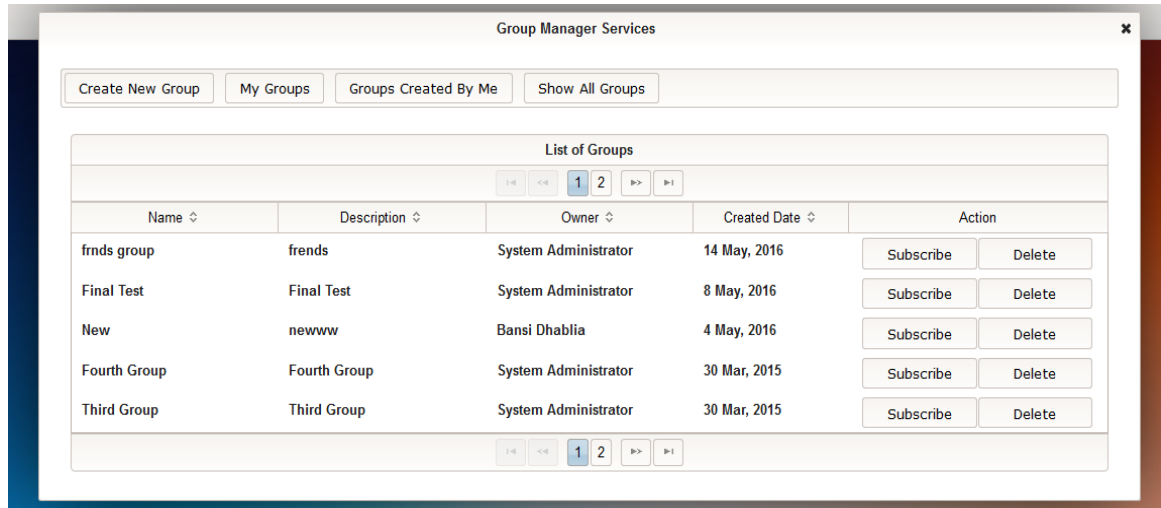 Group Manager Services
Create New Group My Groups Groups Created By Me Show All Groups
List of Groups
1 2
Name Description Owner Created Date Action
frnds group frends System Administrator 14 May, 2016 Subscribe Delete
Final Test Final Test System Administrator 8 May, 2016 Subscribe Delete
New newww Bansi Dhablia 4 May, 2016 Subscribe Delete
Fourth Group Fourth Group System Administrator 30 Mar, 2015 Subscribe Delete
Third Group Third Group System Administrator 30 Mar, 2015 Subscribe Delete
1 2